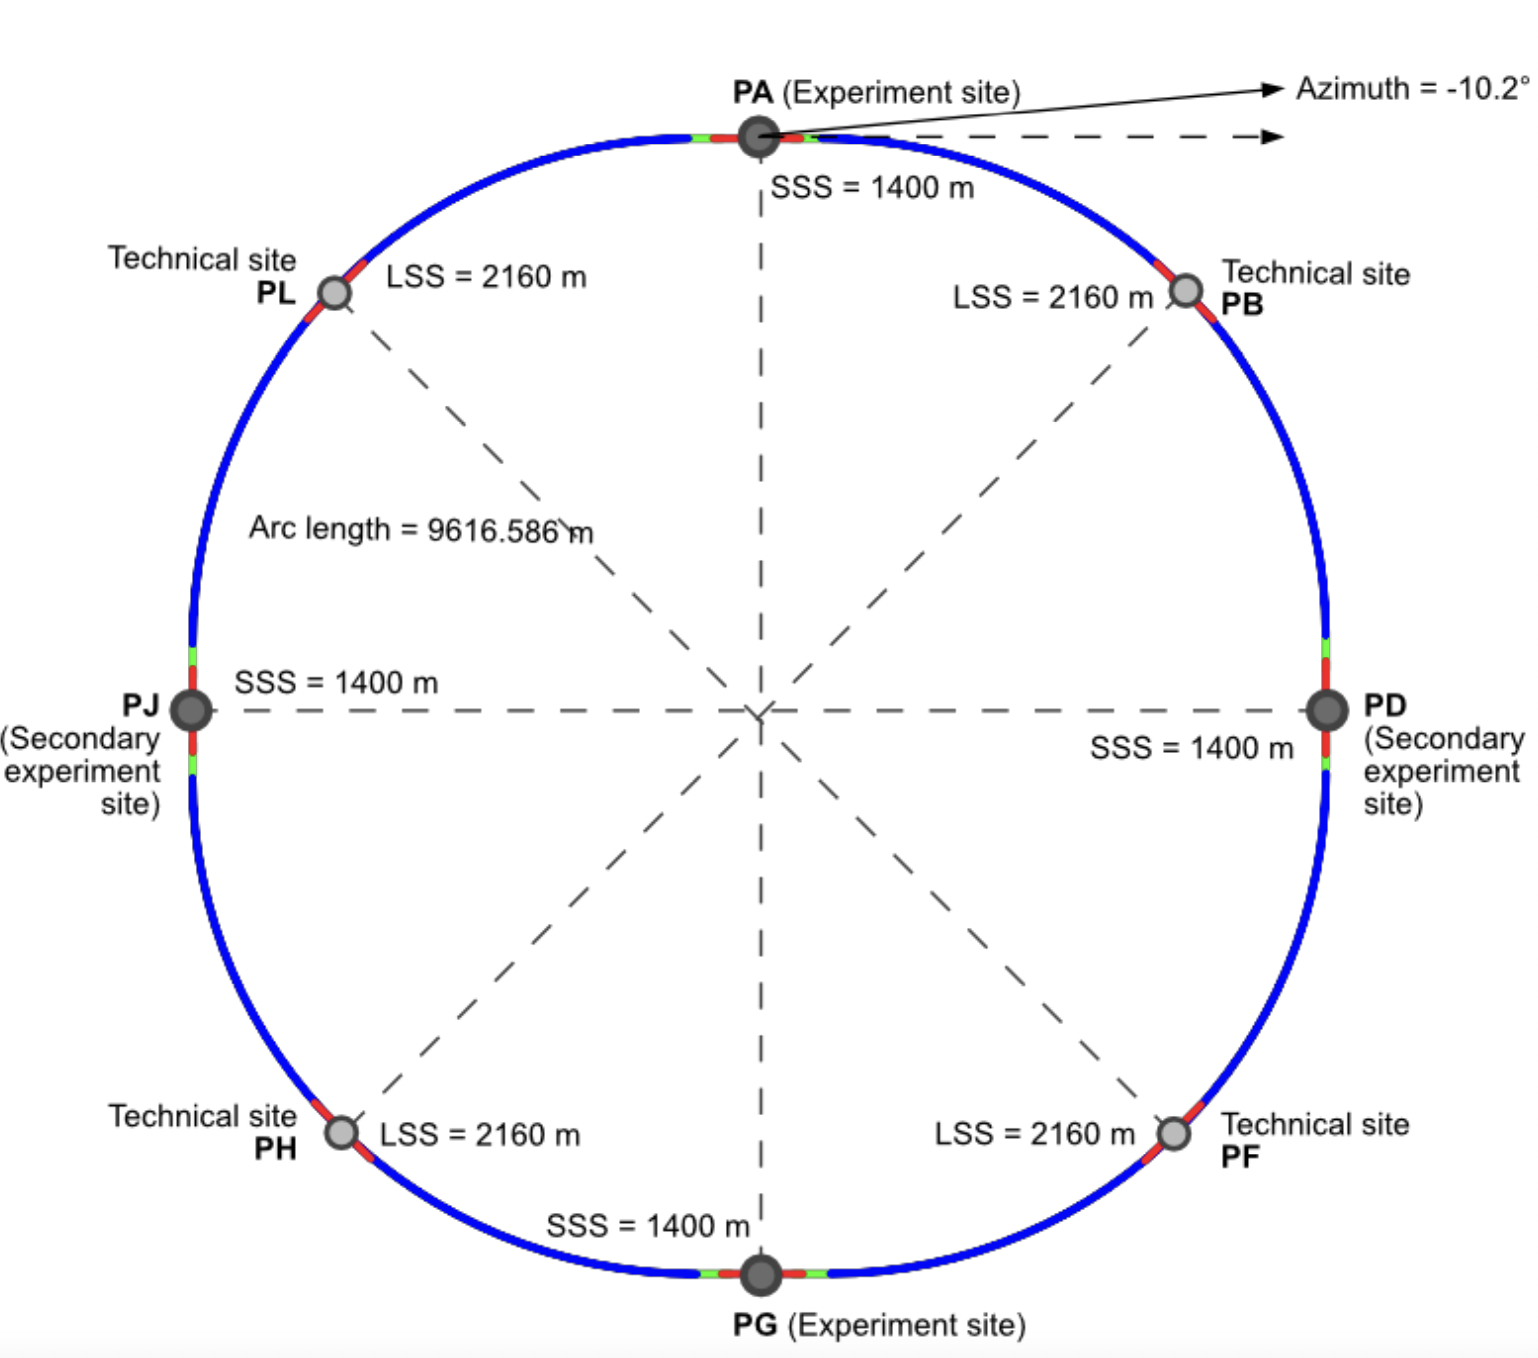 PA (Experiment site)
Azimuth = -10.2°
SSS = 1400 m
Technical site
PL
LSS = 2160 m
LSS = 2160 m
Technical site
PB
Arc length = 9616.586 m
PJ
(Secondary
experiment
site)
SSS = 1400 m
SSS = 1400 m
PD
(Secondary
experiment
site)
Technical site
PH
LSS = 2160 m
LSS = 2160 m
Technical site
PF
SSS = 1400 m
PG (Experiment site)